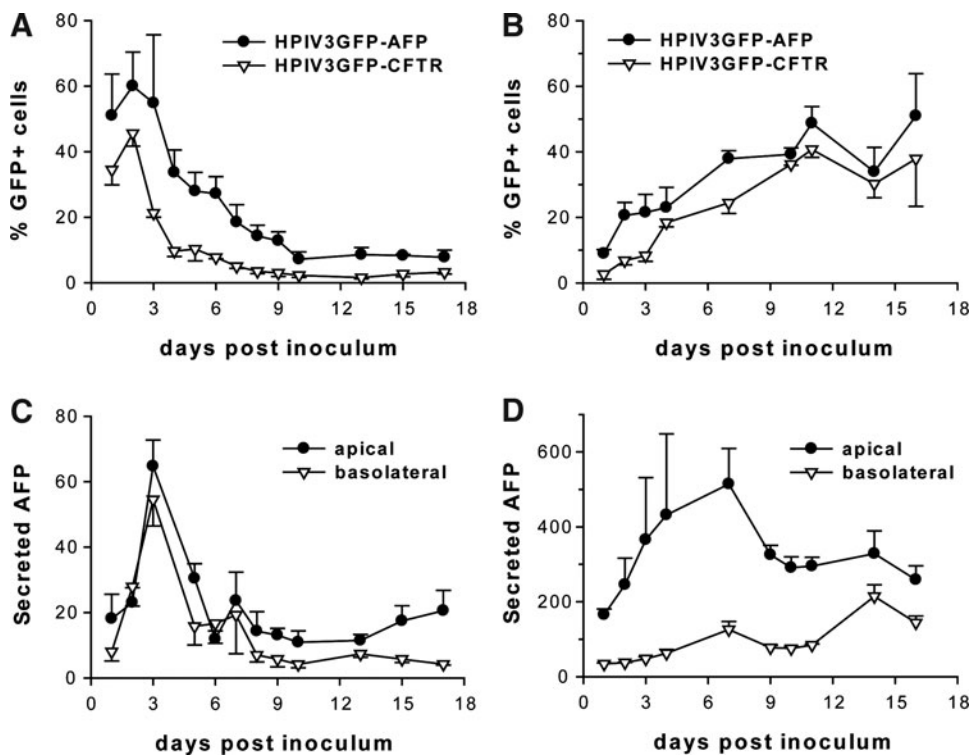 A
HPIV3GFP-AFP
HPIV3GFP-CFTR
% GFP+ cells
80
60
40
20
0
0 3 6 9 12 15 18
days post inoculum
B
HPIV3GFP-AFP
HPIV3GFP-CFTR
% GFP+ cells
80
60
40
20
0
0 3 6 9 12 15 18
days post inoculum
C
apical
basolateral
Secreted AFP
80
60
40
20
0
0 3 6 9 12 15 18
days post inoculum
D
apical
basolateral
Secreted AFP
600
400
200
0
0 3 6 9 12 15 18
days post inoculum